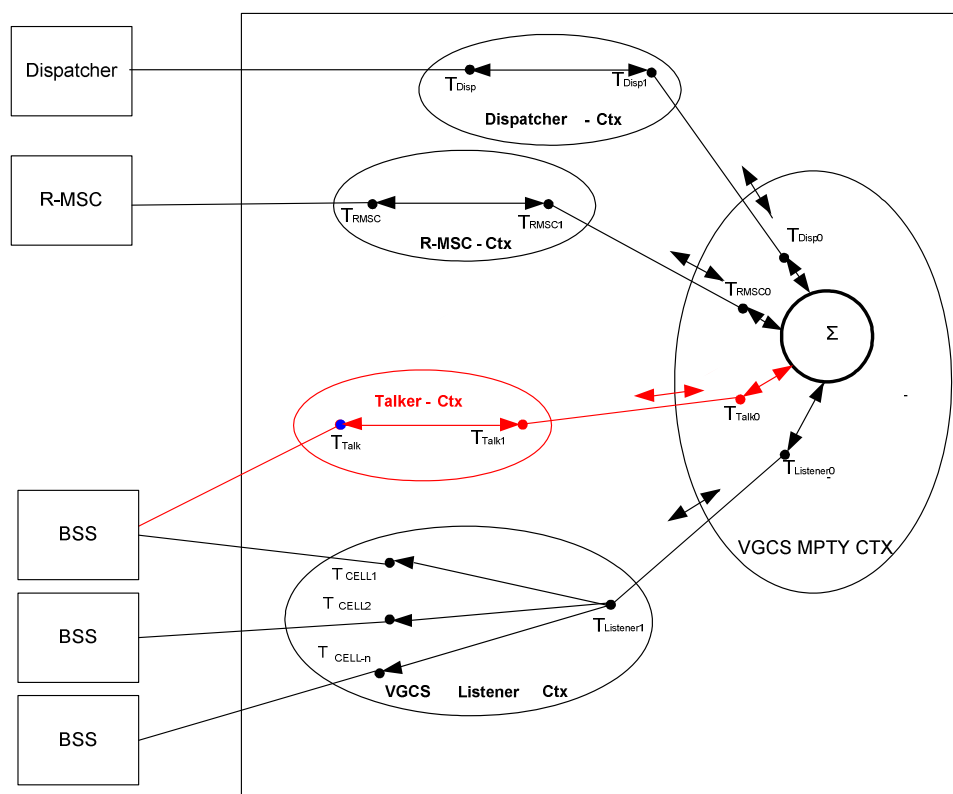 Dispatcher
TDisp
TDisp1
Dispatcher - Ctx
R-MSC
TRMSC
TRMSC1
R-MSC - Ctx
TDisp0
TRMSC0
Σ
Talker - Ctx
TTalk
TTalk1
TTalk0
-
TListener0
-
VGCS MPTY CTX
BSS
T CELL1
T CELL2
TListener1
BSS
T CELL-n
VGCS Listener Ctx
BSS